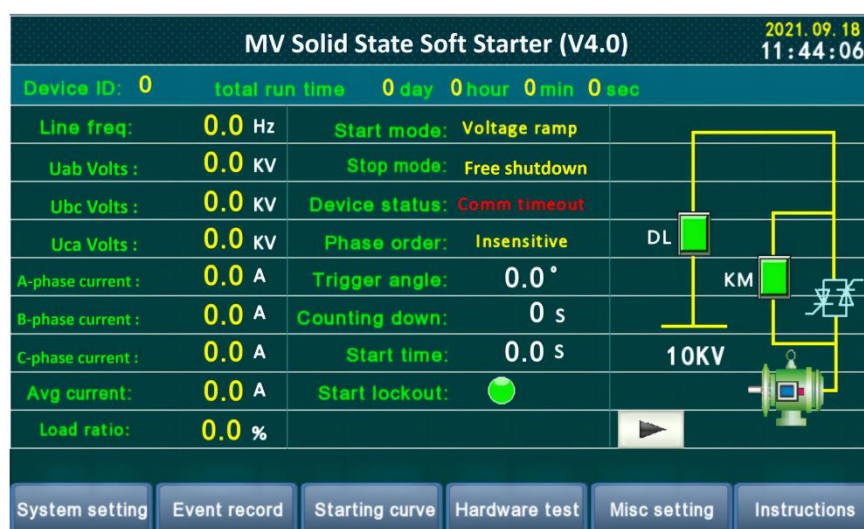 MV Solid State Soft Starter (V4.0)
2021.09.18
11:44:06
Device ID: 0 total run time 0 day 0 hour 0 min 0 sec
Line freq: 0.0 Hz Start mode: Voltage ramp
Uab Volts : 0.0 KV Stop mode: Free shutdown
Ubc Volts : 0.0 KV Device status: Comm timeout
Uca Volts : 0.0 KV Phase order: Insensitive DL
A-phase current : 0.0 A Trigger angle: 0.0° KM
B-phase current : 0.0 A Counting down: 0 S
C-phase current : 0.0 A Start time: 0.0 S 10KV
Avg current: 0.0 A Start lockout:
Load ratio: 0.0 %
System setting Event record Starting curve Hardware test Misc setting Instructions